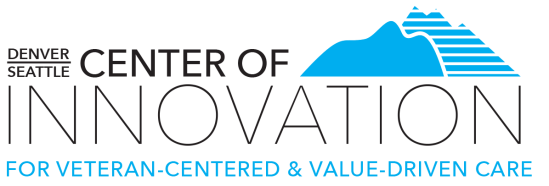 DENVER
SEATTLE
CENTER OF
INNOVATION
FOR VETERAN-CENTERED & VALUE-DRIVEN CARE